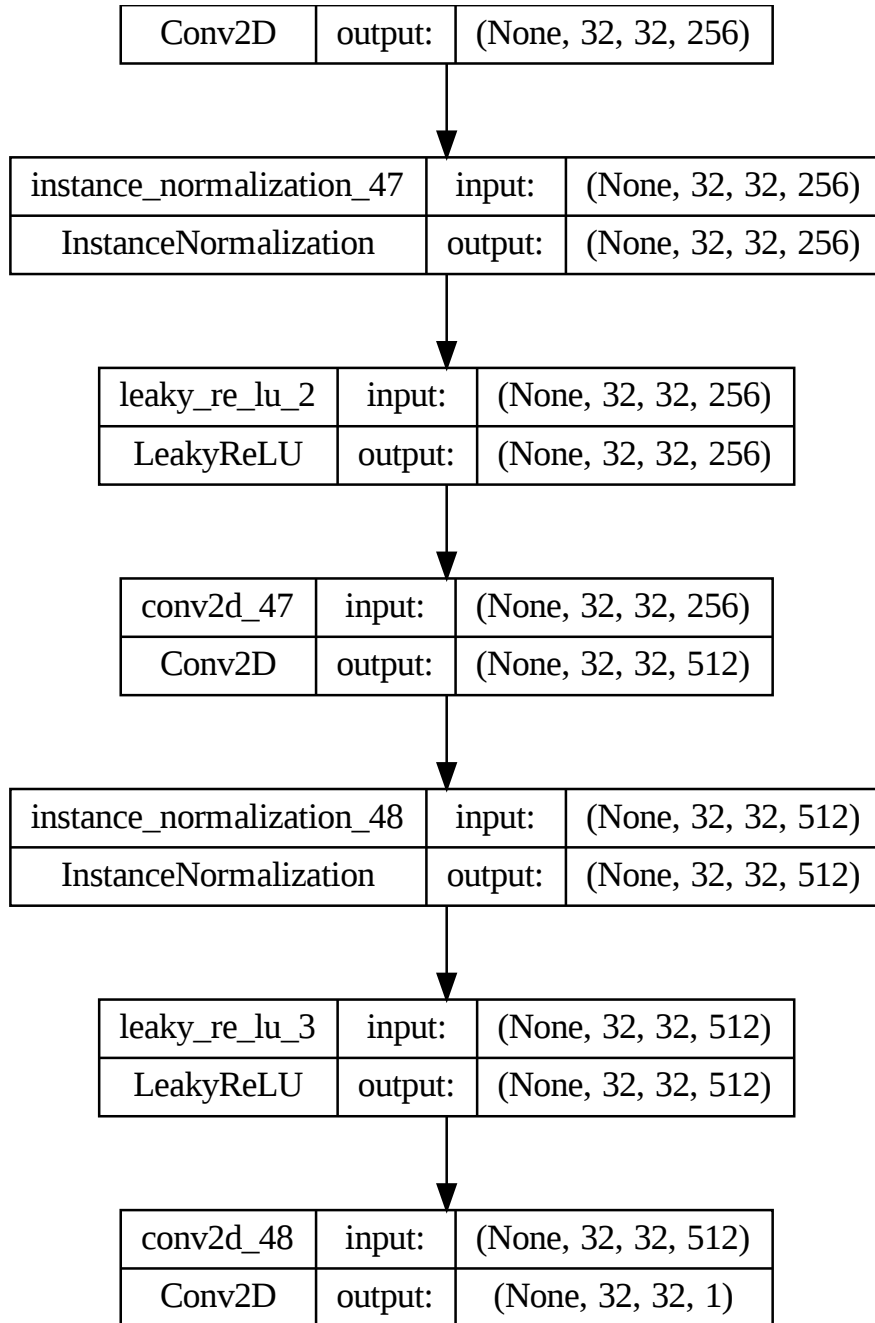 Conv2D output: (None, 32, 32, 256)
instance_normalization_47 input: (None, 32, 32, 256)
InstanceNormalization output: (None, 32, 32, 256)
leaky_re_lu_2 input: (None, 32, 32, 256)
LeakyReLU output: (None, 32, 32, 256)
conv2d_47 input: (None, 32, 32, 256)
Conv2D output: (None, 32, 32, 512)
instance_normalization_48 input: (None, 32, 32, 512)
InstanceNormalization output: (None, 32, 32, 512)
leaky_re_lu_3 input: (None, 32, 32, 512)
LeakyReLU output: (None, 32, 32, 512)
conv2d_48 input: (None, 32, 32, 512)
Conv2D output: (None, 32, 32, 1)